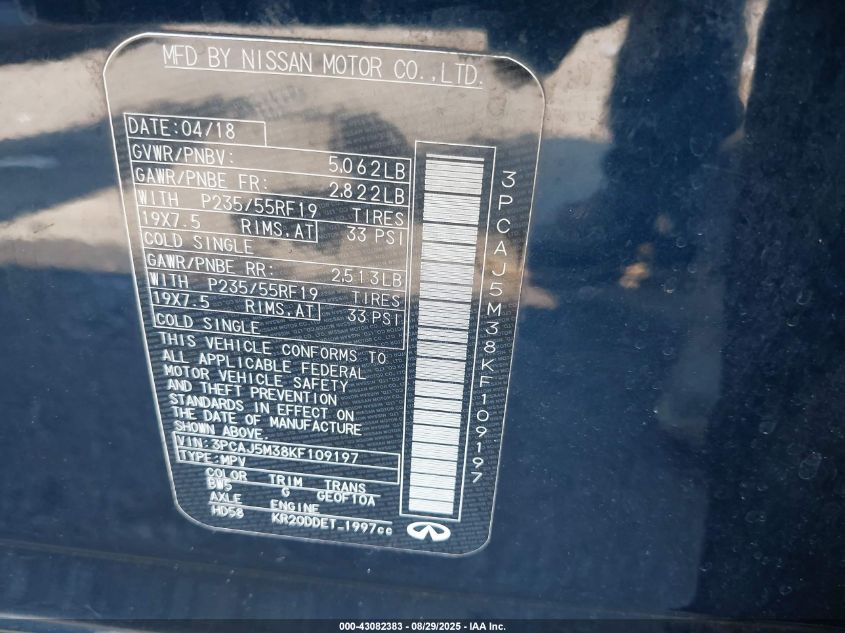 MFD BY NISSAN MOTOR CO.,LTD.
DATE:04/18
GVWR/PNBV: 5,062LB
GAWR/PNBE FR: 2,822LB
WITH P235/55RF19 TIRES
19X7.5 RIMS,AT 33 PSI
COLD SINGLE
GAWR/PNBE RR: 2,513LB
WITH P235/55RF19 TIRES
19X7.5 RIMS,AT 33 PSI
COLD SINGLE
THIS VEHICLE CONFORMS TO
ALL APPLICABLE FEDERAL
MOTOR VEHICLE SAFETY
AND THEFT PREVENTION
STANDARDS IN EFFECT ON
THE DATE OF MANUFACTURE
SHOWN ABOVE.
VIN:3PCAJ5M38KF109197
TYPE:MPV
COLOR TRIM TRANS
BW5 G GE0F10A
AXLE ENGINE
HD58 KR20DDET_1997cc
3PCAJ5M38KF109197
000-43082383 - 08/29/2025 - IAA Inc.